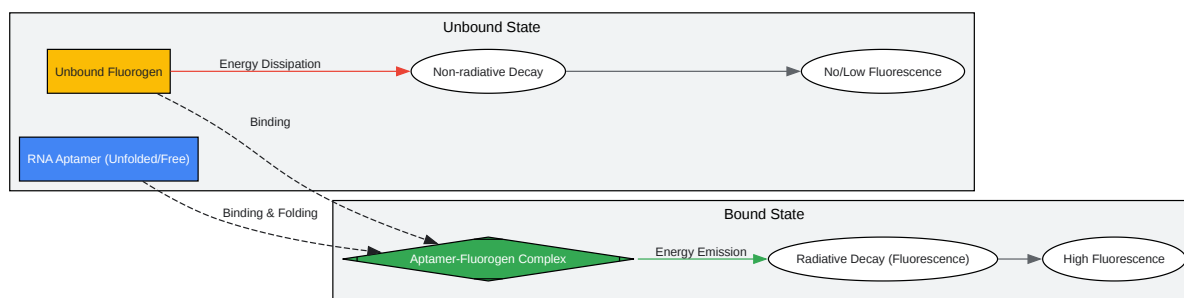 Unbound State
Unbound Fluorogen
Energy Dissipation
Non-radiative Decay
No/Low Fluorescence
Binding
RNA Aptamer (Unfolded/Free)
Binding & Folding
Bound State
Aptamer-Fluorogen Complex
Energy Emission
Radiative Decay (Fluorescence)
High Fluorescence